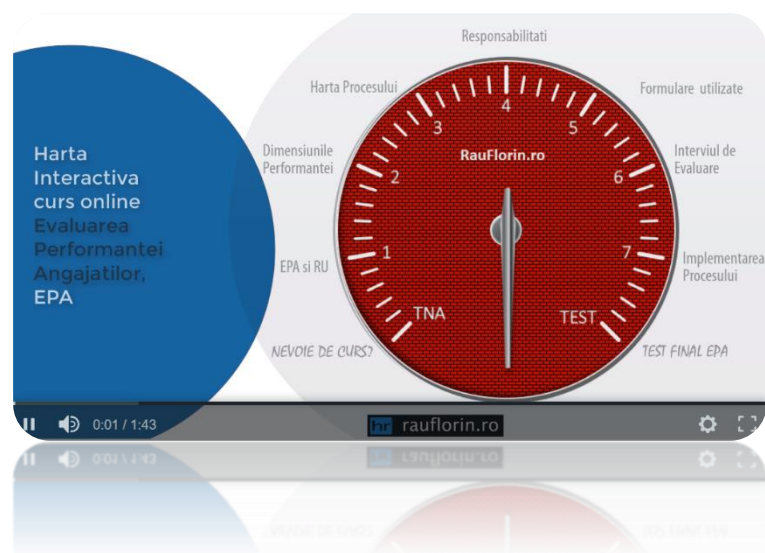 Harta
Interactiva
curs online
Evaluarea
Performantei
Angajatilor,
EPA
Responsabilitati
Harta Procesului
Formulare utilizate
Dimensiunile
Performantei
Interviul de
Evaluare
EPA si RU
Implementarea
Procesului
NEVOIE DE CURS?
TEST FINAL EPA
RauFlorin.ro
TNA
1
2
3
4
5
6
7
TEST
0:01 / 1:43
hr rauflorin.ro